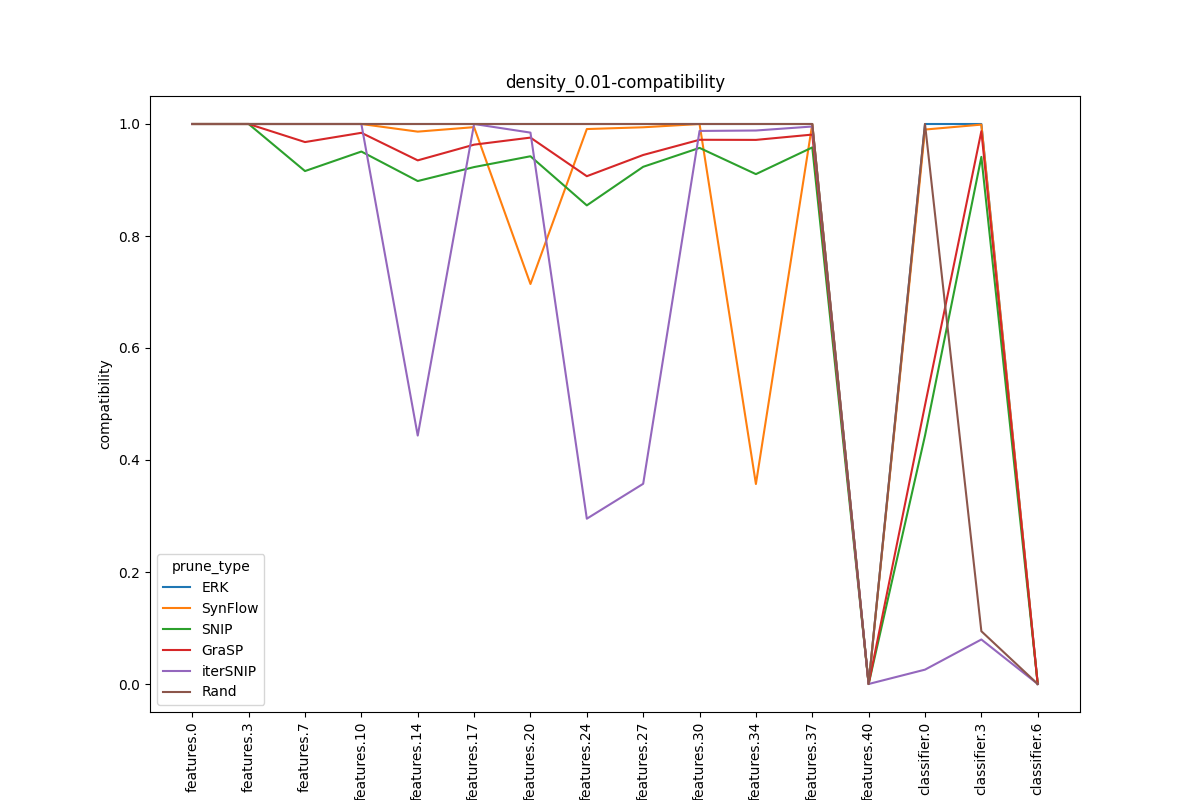 density_0.01-compatibility
compatibility
1.0
0.8
0.6
0.4
0.2
0.0
prune_type
ERK
SynFlow
SNIP
GraSP
iterSNIP
Rand
features.0
features.3
features.7
features.10
features.14
features.17
features.20
features.24
features.27
features.30
features.34
features.37
features.40
classifier.0
classifier.3
classifier.6